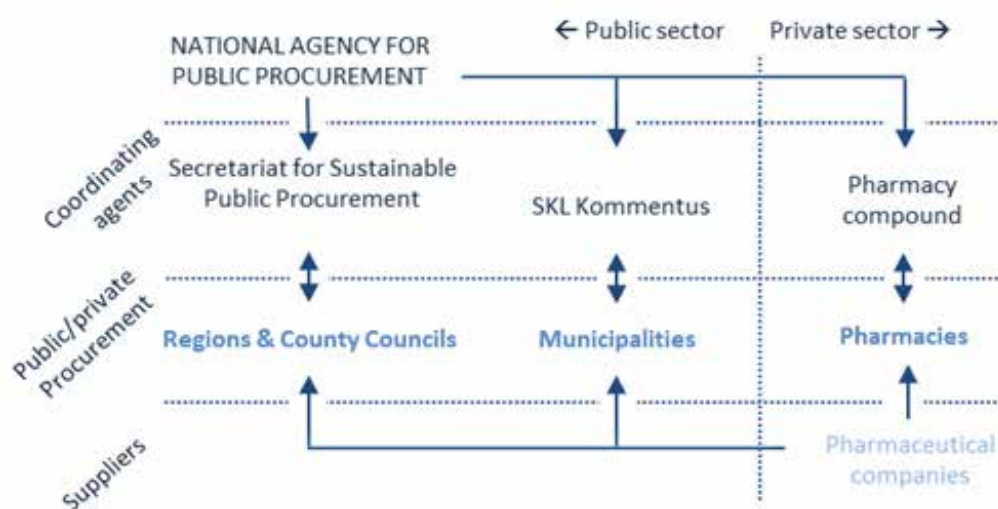 NATIONAL AGENCY FOR
PUBLIC PROCUREMENT
← Public sector
Private sector →
Coordinating
agents
Secretariat for Sustainable
Public Procurement
SKL Kommentus
Pharmacy
compound
Public/private
Procurement
Regions & County Councils
Municipalities
Pharmacies
Suppliers
Pharmaceutical
companies